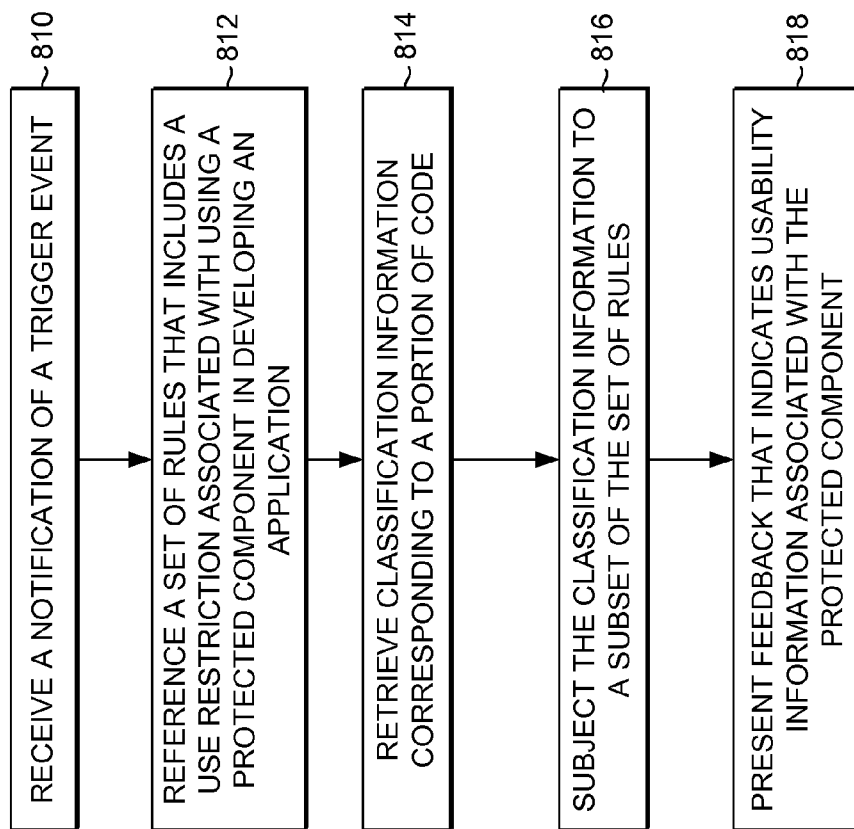 RECEIVE A NOTIFICATION OF A TRIGGER EVENT
810
REFERENCE A SET OF RULES THAT INCLUDES A
USE RESTRICTION ASSOCIATED WITH USING A
PROTECTED COMPONENT IN DEVELOPING AN
APPLICATION
812
RETRIEVE CLASSIFICATION INFORMATION
CORRESPONDING TO A PORTION OF CODE
814
SUBJECT THE CLASSIFICATION INFORMATION TO
A SUBSET OF THE SET OF RULES
816
PRESENT FEEDBACK THAT INDICATES USABILITY
INFORMATION ASSOCIATED WITH THE
PROTECTED COMPONENT
818